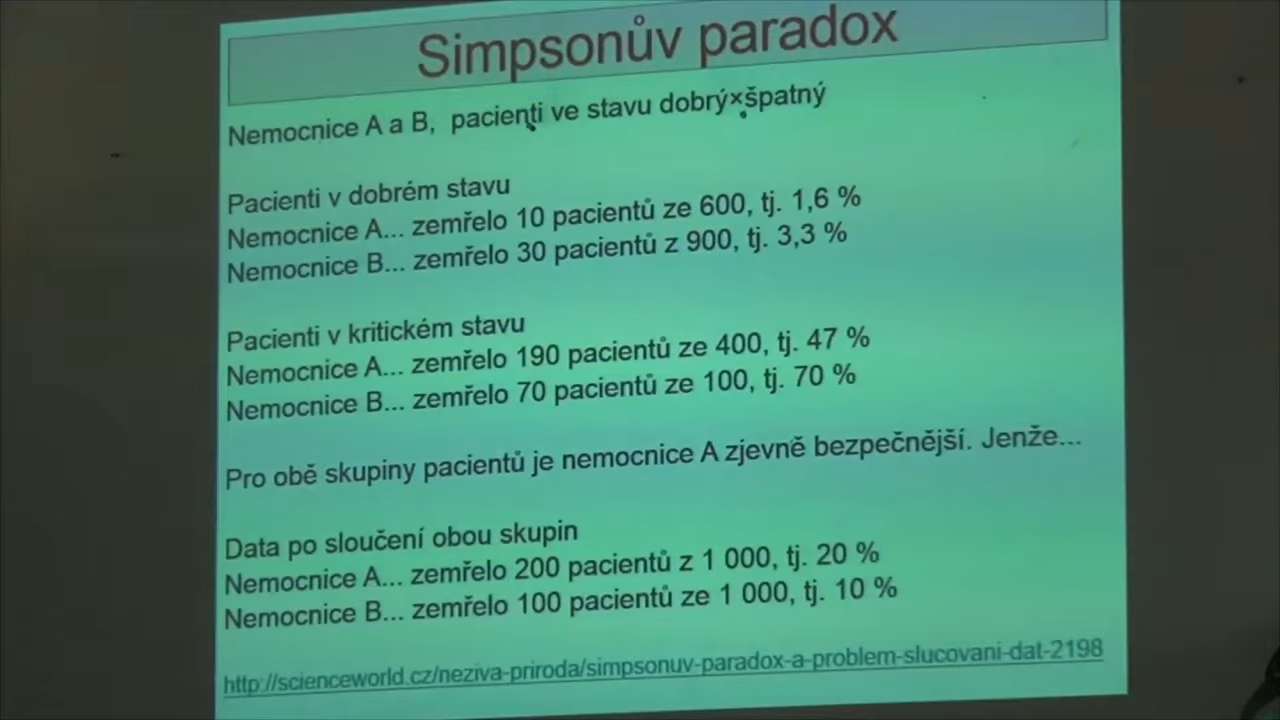 Simpsonův paradox
Nemocnice A a B, pacienti ve stavu dobrý×špatný
Pacienti v dobrém stavu
Nemocnice A... zemřelo 10 pacientů ze 600, tj. 1,6 %
Nemocnice B... zemřelo 30 pacientů z 900, tj. 3,3 %
Pacienti v kritickém stavu
Nemocnice A... zemřelo 190 pacientů ze 400, tj. 47 %
Nemocnice B... zemřelo 70 pacientů ze 100, tj. 70 %
Pro obě skupiny pacientů je nemocnice A zjevně bezpečnější. Jenže...
Data po sloučení obou skupin
Nemocnice A... zemřelo 200 pacientů z 1 000, tj. 20 %
Nemocnice B... zemřelo 100 pacientů ze 1 000, tj. 10 %
http://scienceworld.cz/neziva-priroda/simpsonuv-paradox-a-problem-slucovani-dat-2198